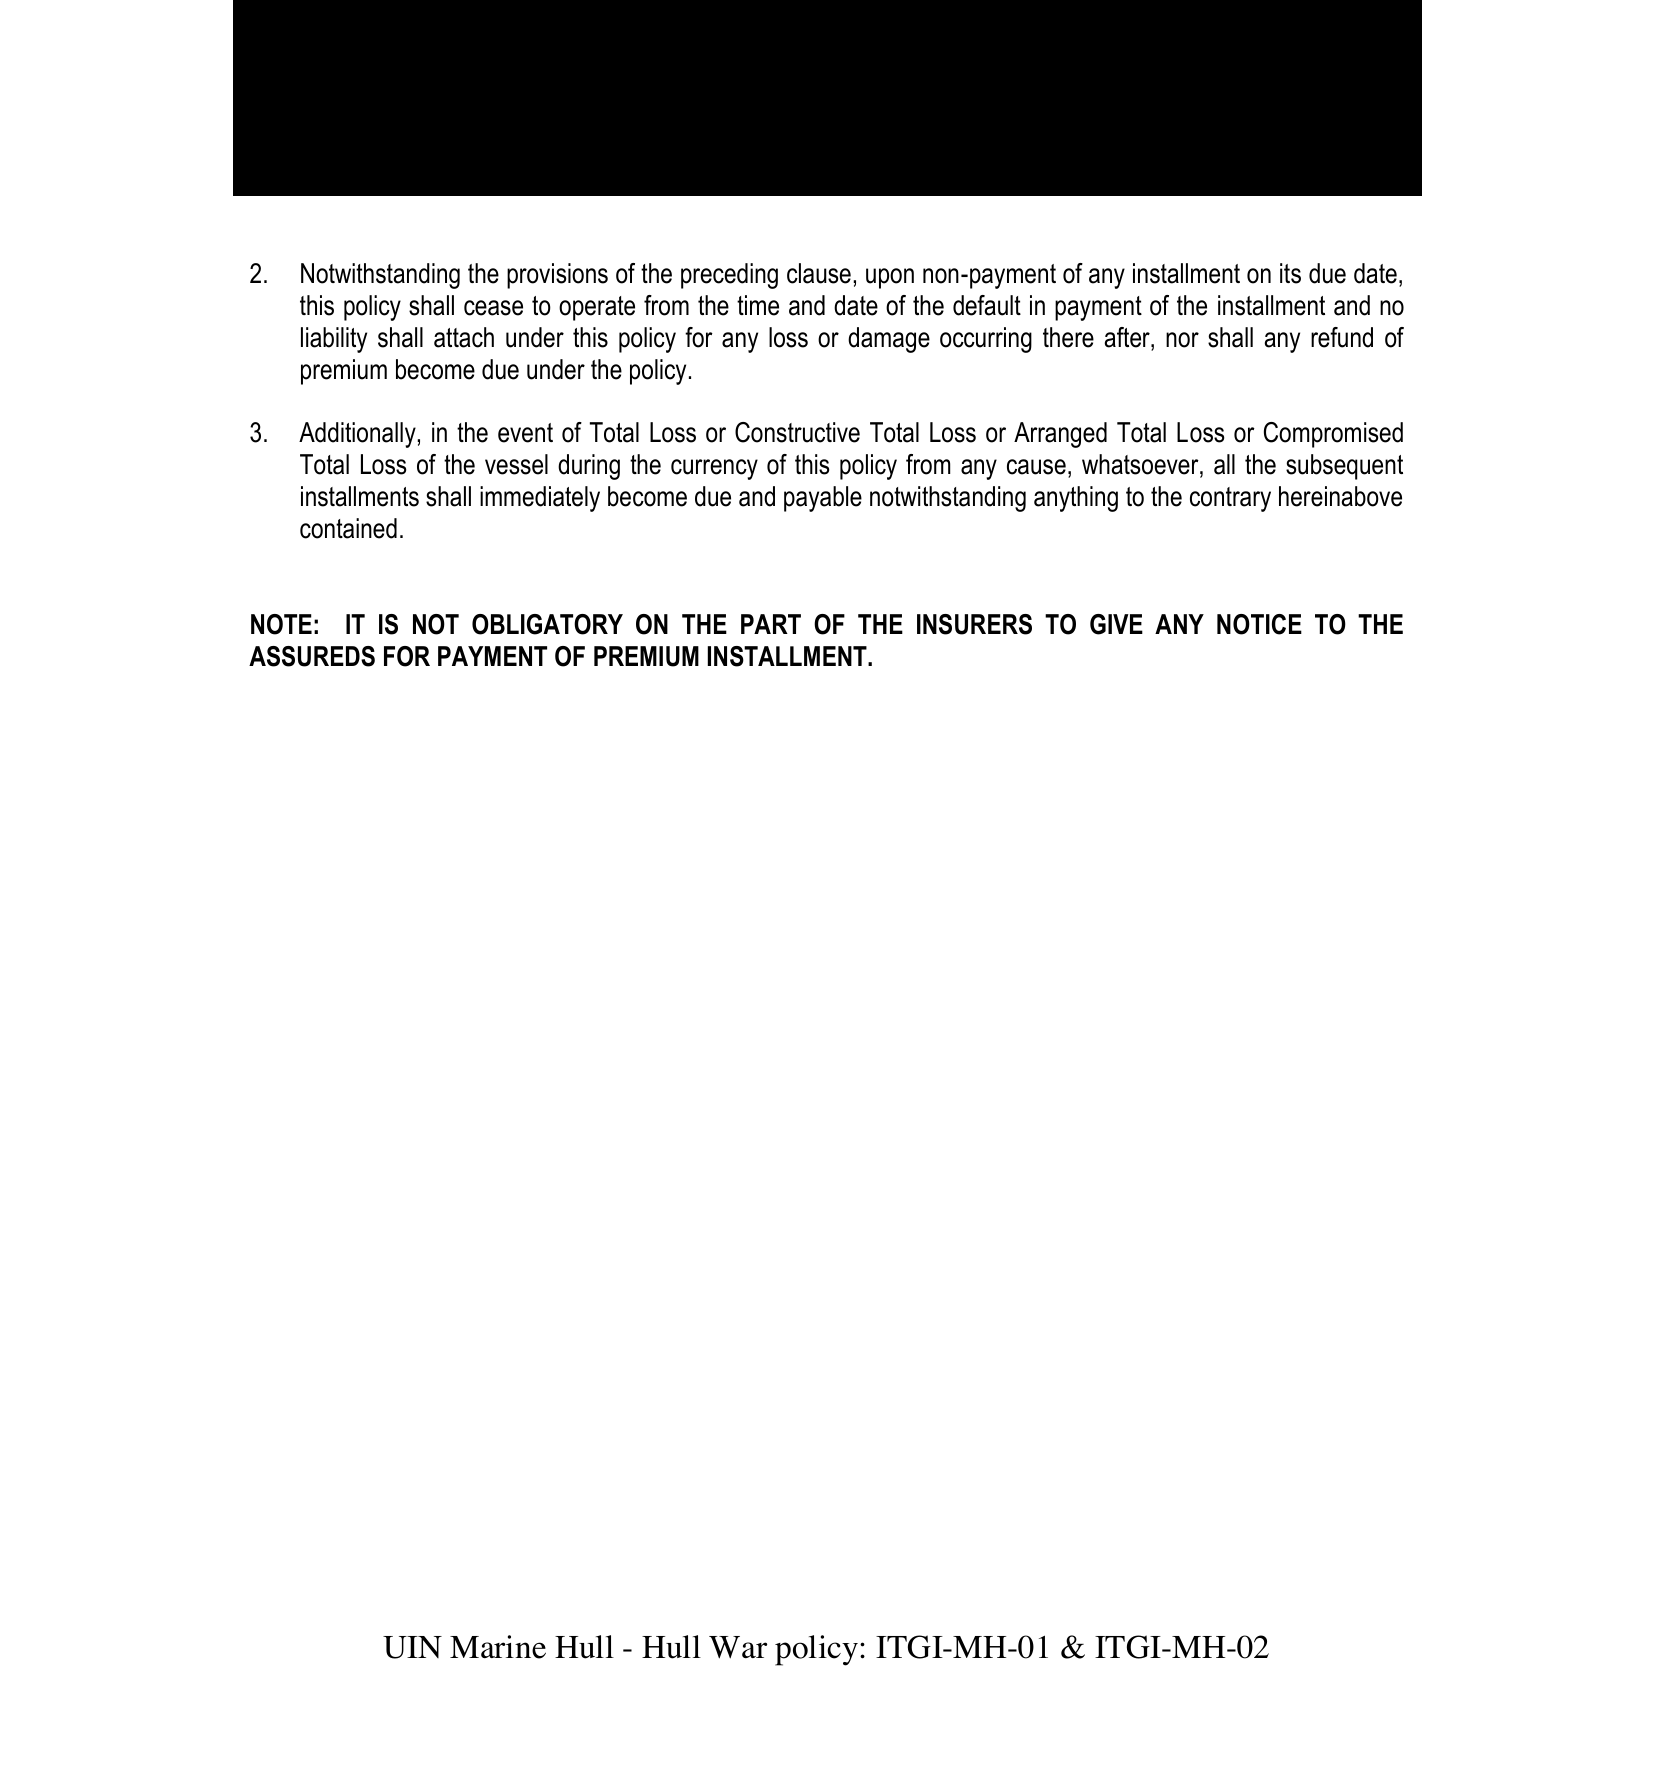 2. Notwithstanding the provisions of the preceding clause, upon non-payment of any installment on its due date,
this policy shall cease to operate from the time and date of the default in payment of the installment and no
liability shall attach under this policy for any loss or damage occurring there after, nor shall any refund of
premium become due under the policy.
3. Additionally, in the event of Total Loss or Constructive Total Loss or Arranged Total Loss or Compromised
Total Loss of the vessel during the currency of this policy from any cause, whatsoever, all the subsequent
installments shall immediately become due and payable notwithstanding anything to the contrary hereinabove
contained.
NOTE: IT IS NOT OBLIGATORY ON THE PART OF THE INSURERS TO GIVE ANY NOTICE TO THE
ASSUREDS FOR PAYMENT OF PREMIUM INSTALLMENT.
UIN Marine Hull - Hull War policy: ITGI-MH-01 & ITGI-MH-02